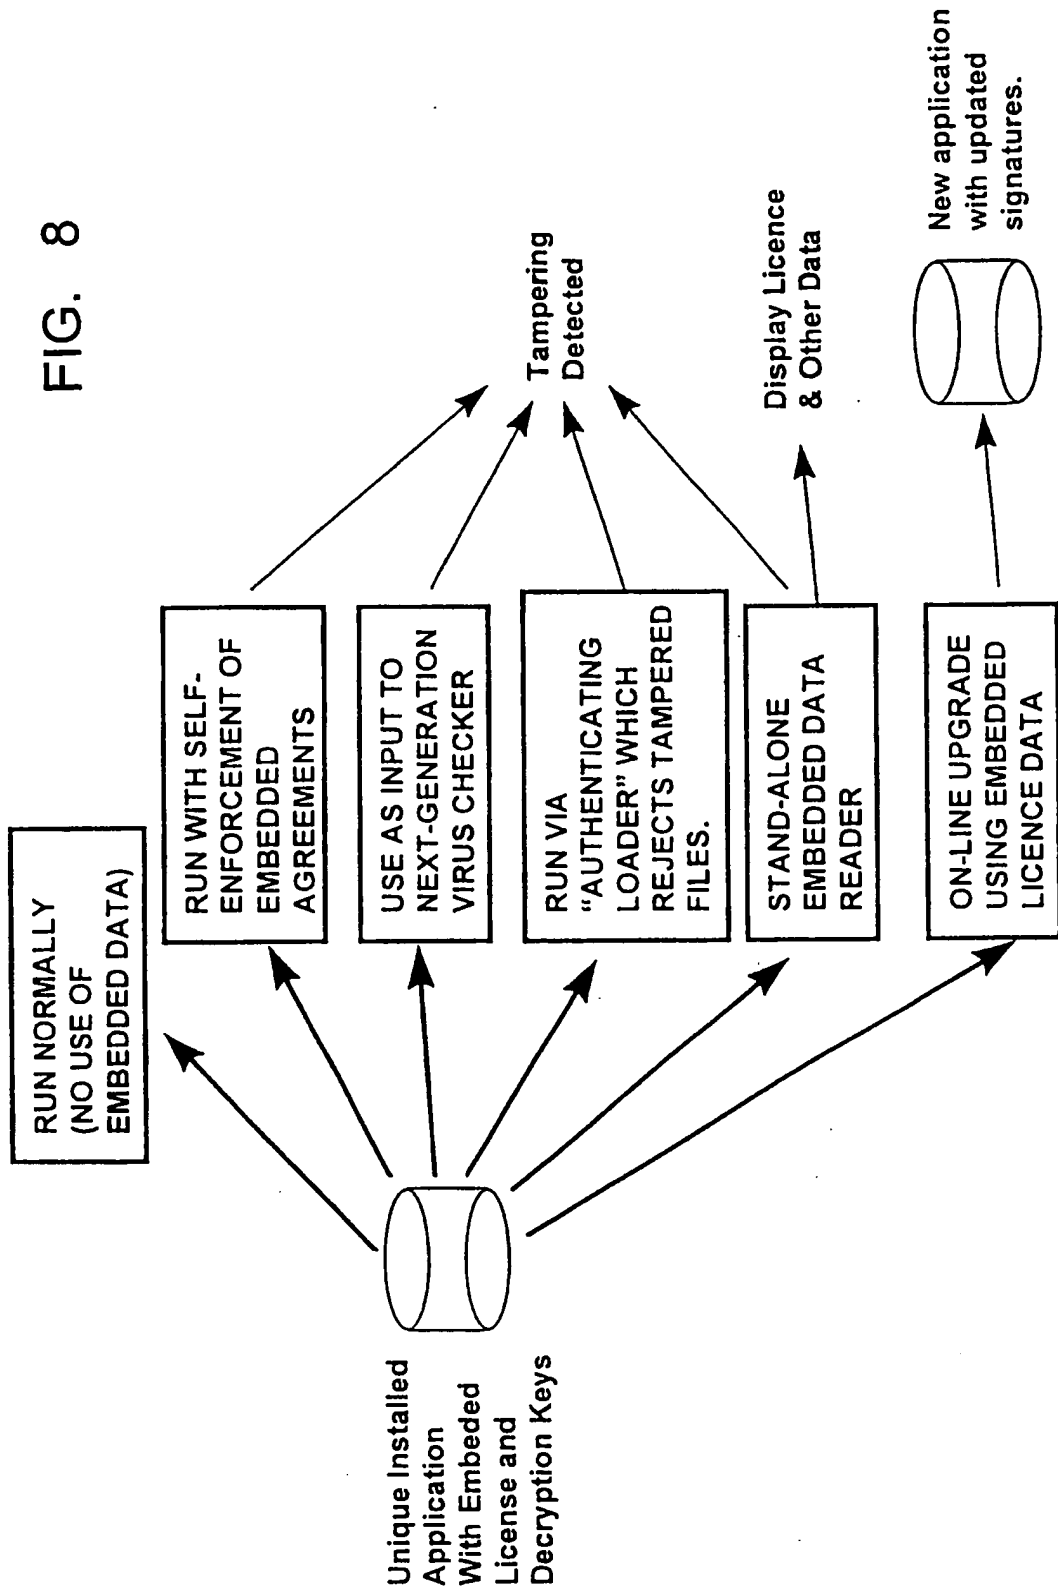 FIG. 8
Unique Installed
Application
With Embeded
License and
Decryption Keys
RUN NORMALLY
(NO USE OF
EMBEDDED DATA)
RUN WITH SELF-
ENFORCEMENT OF
EMBEDDED
AGREEMENTS
USE AS INPUT TO
NEXT-GENERATION
VIRUS CHECKER
RUN VIA
“AUTHENTICATING
LOADER” WHICH
REJECTS TAMPERED
FILES.
STAND-ALONE
EMBEDDED DATA
READER
ON-LINE UPGRADE
USING EMBEDDED
LICENCE DATA
Tampering
Detected
Display Licence
& Other Data
New application
with updated
signatures.